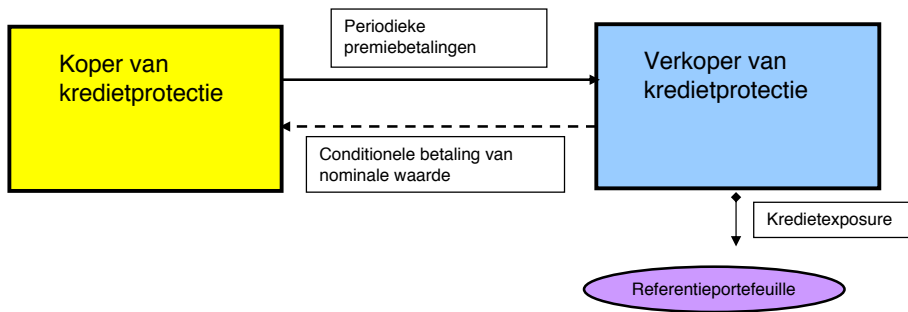 Periodieke
premiebetalingen
Koper van
kredietprotectie
Verkoper van
kredietprotectie
Conditionele betaling van
nominale waarde
Kredietexposure
Referentieportefeuille